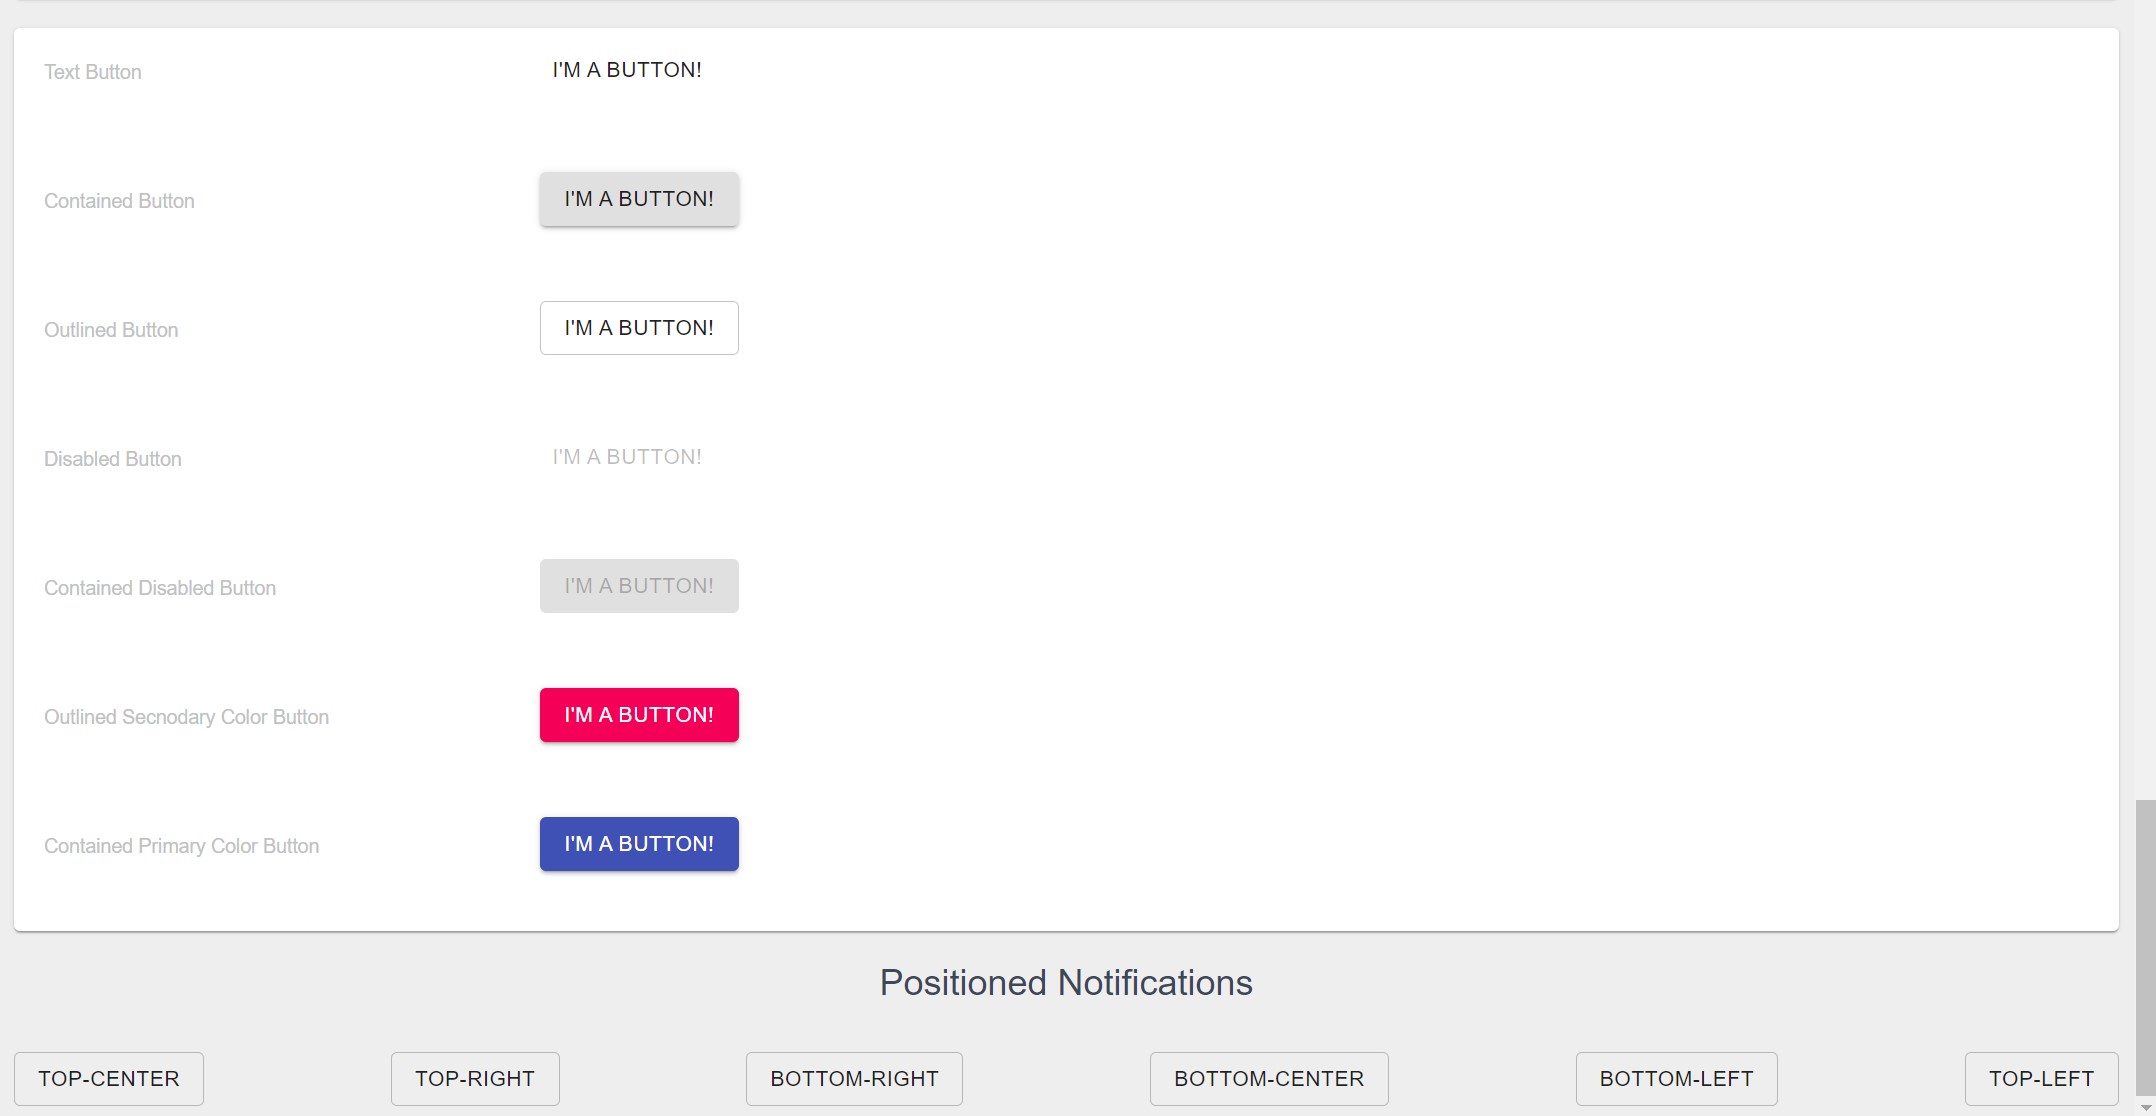 Text Button I'M A BUTTON!
Contained Button I'M A BUTTON!
Outlined Button I'M A BUTTON!
Disabled Button I'M A BUTTON!
Contained Disabled Button I'M A BUTTON!
Outlined Secnodary Color Button I'M A BUTTON!
Contained Primary Color Button I'M A BUTTON!
Positioned Notifications
TOP-CENTER TOP-RIGHT BOTTOM-RIGHT BOTTOM-CENTER BOTTOM-LEFT TOP-LEFT